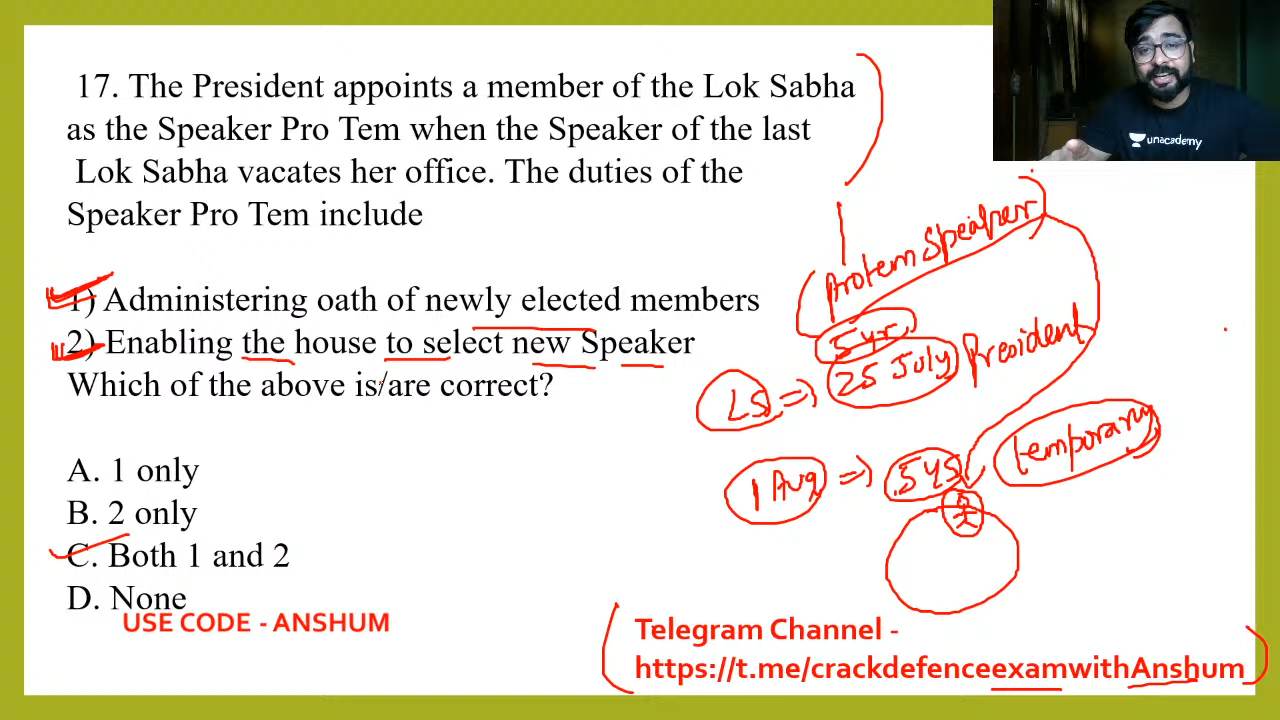 17. The President appoints a member of the Lok Sabha
as the Speaker Pro Tem when the Speaker of the last
Lok Sabha vacates her office. The duties of the
Speaker Pro Tem include
1) Administering oath of newly elected members
2) Enabling the house to select new Speaker
Which of the above is/are correct?
A. 1 only
B. 2 only
C. Both 1 and 2
D. None
USE CODE - ANSHUM
unacademy
Protem Speaker
5 yr
LS => 25 July President
1 Aug => 5 ys
temporary
Telegram Channel -
https://t.me/crackdefenceexamwithAnshum